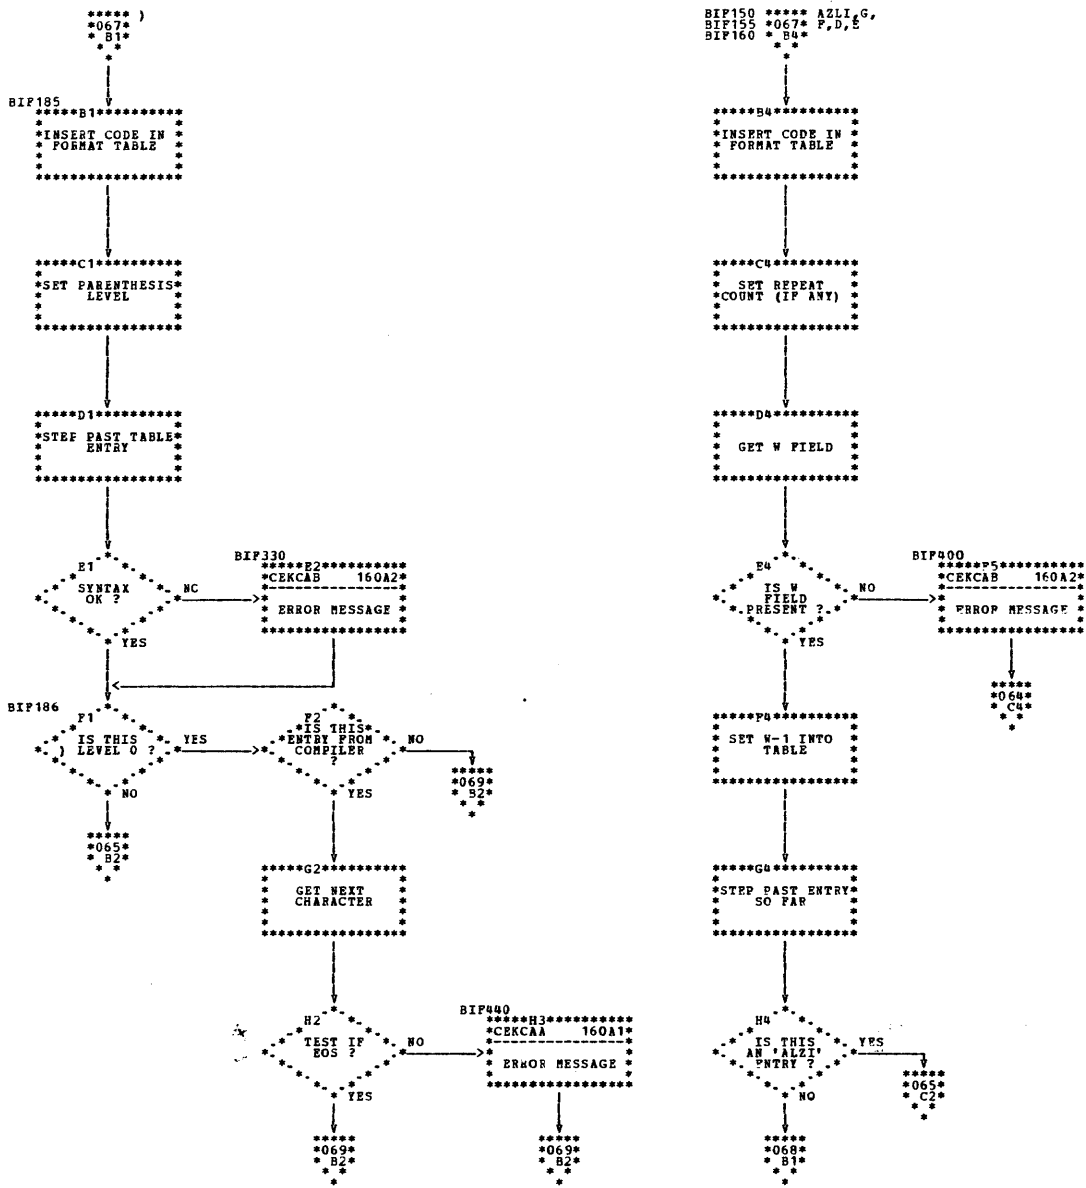 067 )
B1
BIF185
B1
INSERT CODE IN
FORMAT TABLE
C1
SET PARENTHESIS
LEVEL
D1
STEP PAST TABLE
ENTRY
E1
SYNTAX
OK ?
NC
YES
BIF330
E2
CEKCAB 160A2
ERROR MESSAGE
BIF186
F1
IS THIS
) LEVEL 0 ?
YES
NO
065
B2
F2
IS THIS
ENTRY FROM
COMPILER
?
NO
YES
069
B2
G2
GET NEXT
CHARACTER
H2
TEST IF
EOS ?
NO
YES
069
B2
BIF440
H3
CEKCAA 160A1
ERROR MESSAGE
069
B2
BIF150 AZLI,G,
BIF155 067 F,D,E
BIF160 B4
B4
INSERT CODE IN
FORMAT TABLE
C4
SET REPEAT
COUNT (IF ANY)
D4
GET W FIELD
E4
IS W
FIELD
PRESENT ?
NO
YES
BIF400
E5
CEKCAB 160A2
ERROR MESSAGE
064
C4
F4
SET W-1 INTO
TABLE
G4
STEP PAST ENTRY
SO FAR
H4
IS THIS
AN 'ALZI'
ENTRY ?
YES
NO
065
C2
068
B1